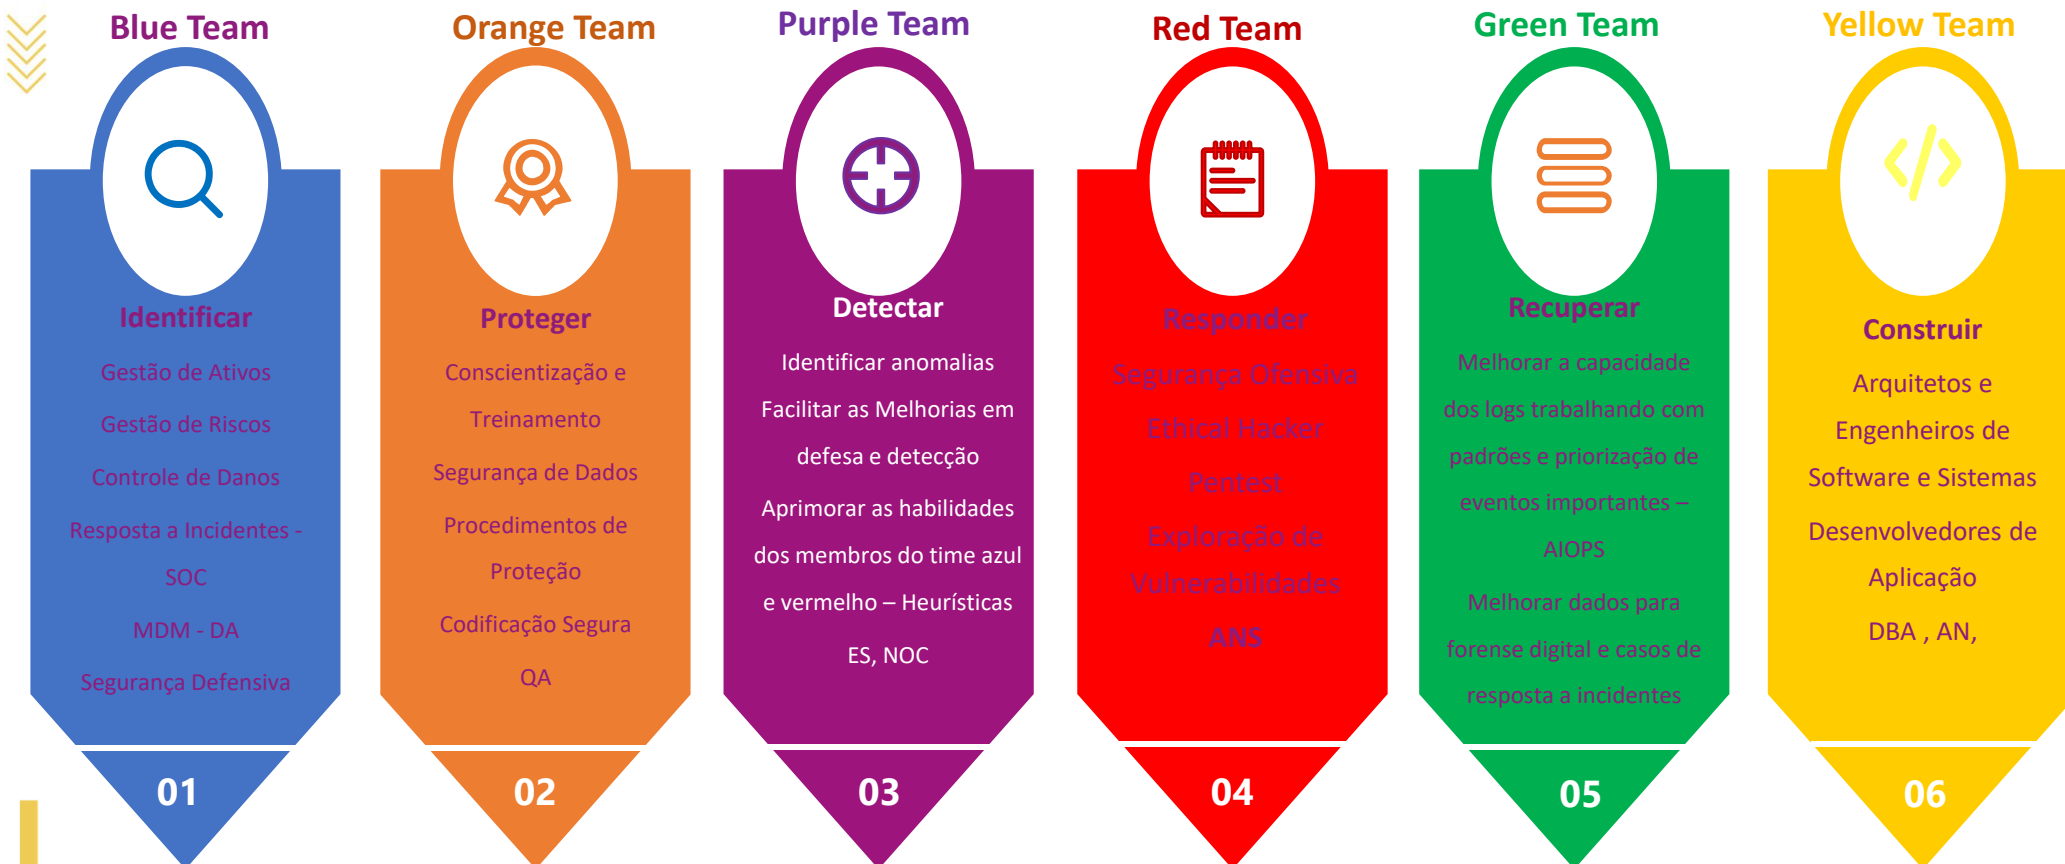 Blue Team
Identificar
Gestão de Ativos
Gestão de Riscos
Controle de Danos
Resposta a Incidentes -
SOC
MDM - DA
Segurança Defensiva
01
Orange Team
Proteger
Conscientização e
Treinamento
Segurança de Dados
Procedimentos de
Proteção
Codificação Segura
QA
02
Purple Team
Detectar
Identificar anomalias
Facilitar as Melhorias em
defesa e detecção
Aprimorar as habilidades
dos membros do time azul
e vermelho – Heurísticas
ES, NOC
03
Red Team
Responder
Segurança Ofensiva
Ethical Hacker
Pentest
Exploração de
Vulnerabilidades
ANS
04
Green Team
Recuperar
Melhorar a capacidade
dos logs trabalhando com
padrões e priorização de
eventos importantes –
AIOPS
Melhorar dados para
forense digital e casos de
resposta a incidentes
05
Yellow Team
</>
Construir
Arquitetos e
Engenheiros de
Software e Sistemas
Desenvolvedores de
Aplicação
DBA , AN,
06